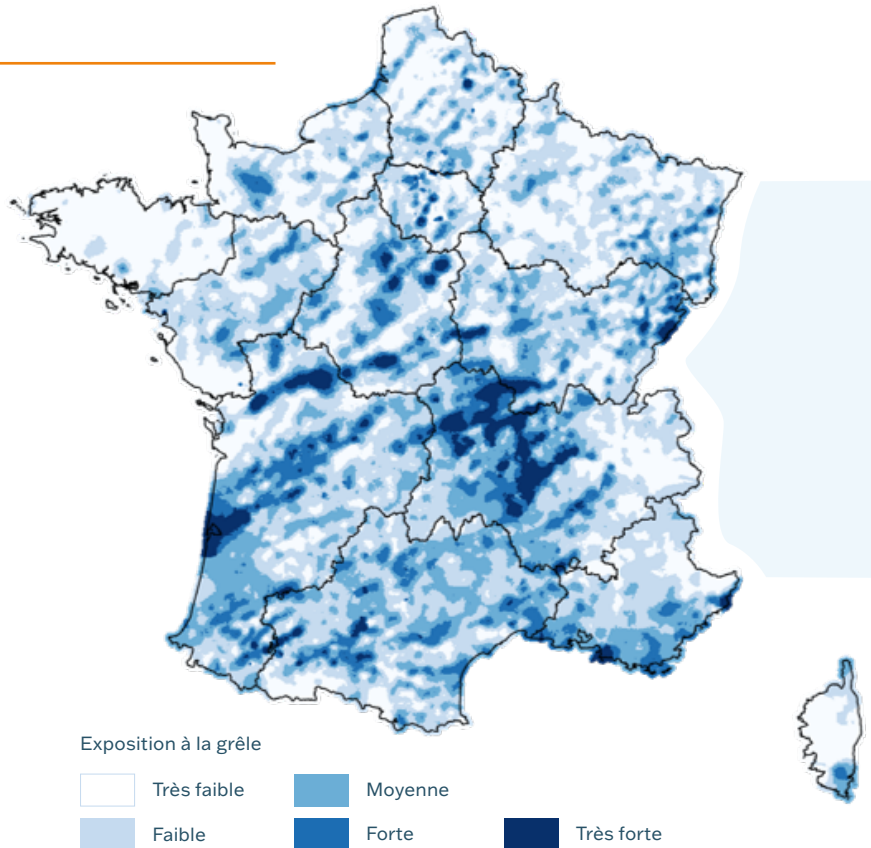 Exposition à la grêle
Très faible
Moyenne
Faible
Forte
Très forte